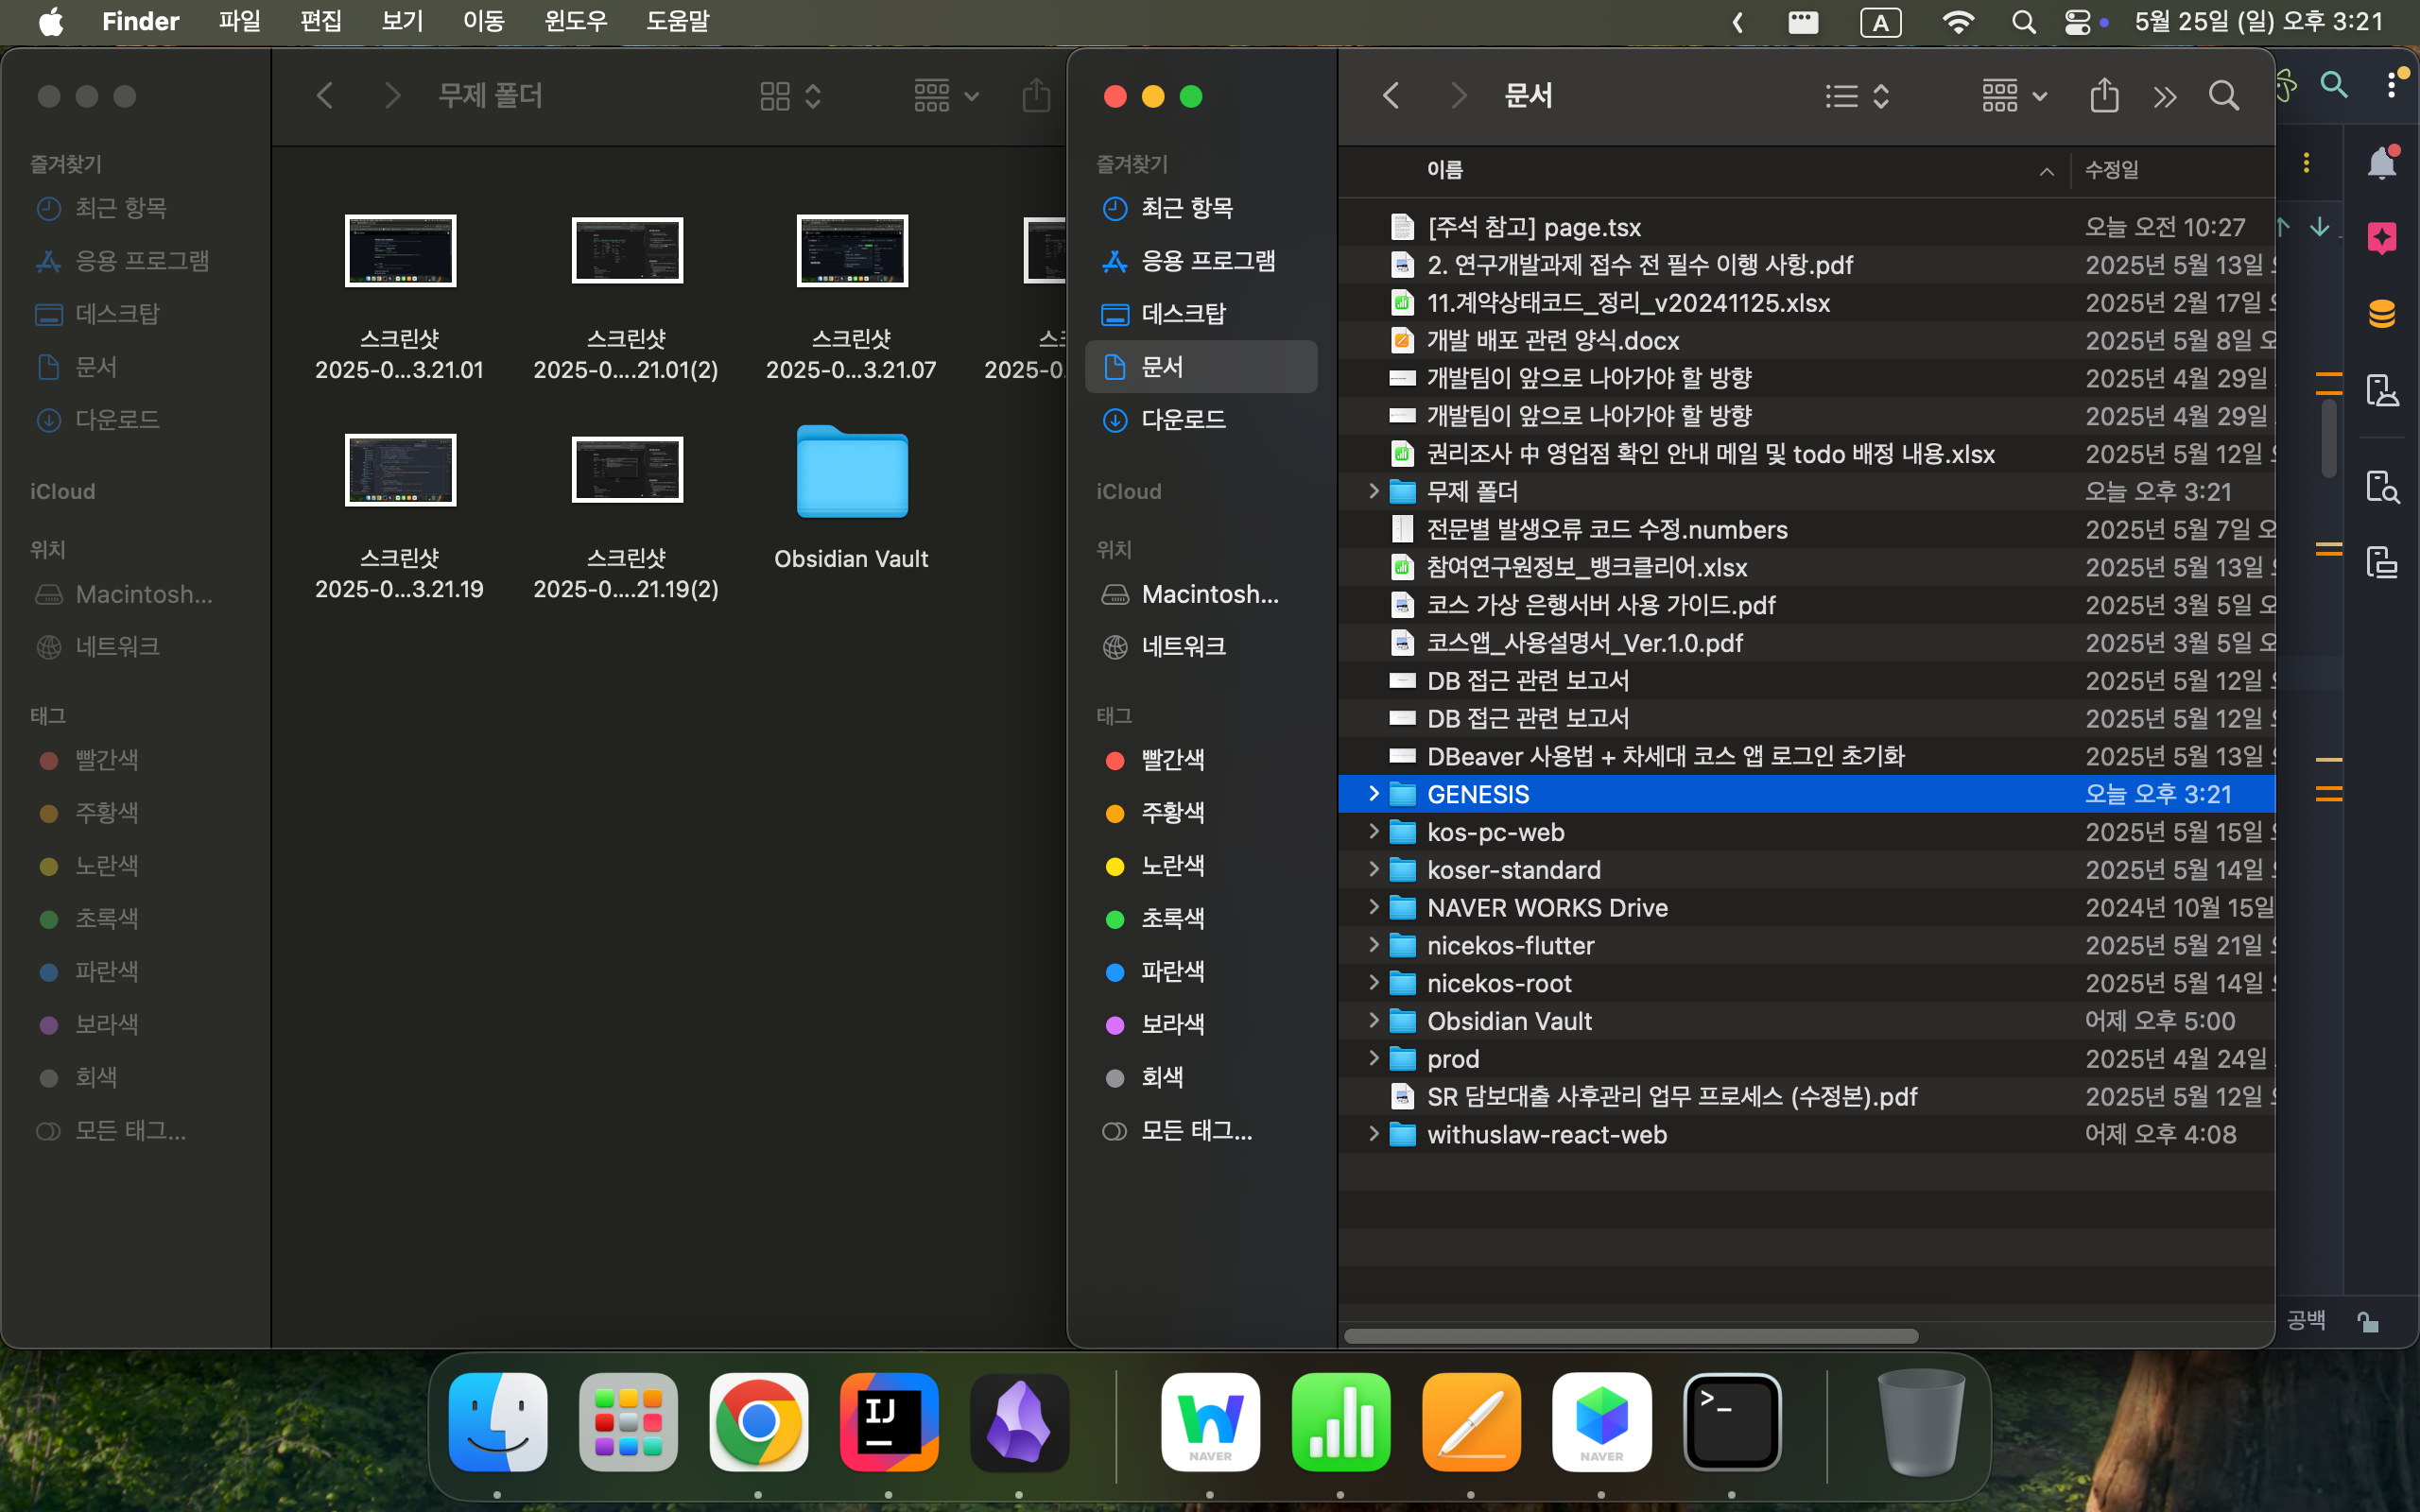 Finder 파일 편집 보기 이동 윈도우 도움말
A
5월 25일 (일) 오후 3:21
무제 폴더
즐겨찾기
최근 항목
응용 프로그램
데스크탑
문서
다운로드
iCloud
위치
Macintosh...
네트워크
태그
빨간색
주황색
노란색
초록색
파란색
보라색
회색
모든 태그...
스크린샷
2025-0...3.21.01
스크린샷
2025-0....21.01(2)
스크린샷
2025-0...3.21.07
2025-0
스크린샷
2025-0...3.21.19
스크린샷
2025-0....21.19(2)
Obsidian Vault
즐겨찾기
최근 항목
응용 프로그램
데스크탑
문서
다운로드
iCloud
위치
Macintosh...
네트워크
태그
빨간색
주황색
노란색
초록색
파란색
보라색
회색
모든 태그...
문서
이름 수정일
[주석 참고] page.tsx 오늘 오전 10:27
2. 연구개발과제 접수 전 필수 이행 사항.pdf 2025년 5월 13일
11.계약상태코드_정리_v20241125.xlsx 2025년 2월 17일
개발 배포 관련 양식.docx 2025년 5월 8일
개발팀이 앞으로 나아가야 할 방향 2025년 4월 29일
개발팀이 앞으로 나아가야 할 방향 2025년 4월 29일
권리조사 中 영업점 확인 안내 메일 및 todo 배정 내용.xlsx 2025년 5월 12일
무제 폴더 오늘 오후 3:21
전문별 발생오류 코드 수정.numbers 2025년 5월 7일
참여연구원정보_뱅크클리어.xlsx 2025년 5월 13일
코스 가상 은행서버 사용 가이드.pdf 2025년 3월 5일
코스앱_사용설명서_Ver.1.0.pdf 2025년 3월 5일
DB 접근 관련 보고서 2025년 5월 12일
DB 접근 관련 보고서 2025년 5월 12일
DBeaver 사용법 + 차세대 코스 앱 로그인 초기화 2025년 5월 13일
GENESIS 오늘 오후 3:21
kos-pc-web 2025년 5월 15일
koser-standard 2025년 5월 14일
NAVER WORKS Drive 2024년 10월 15일
nicekos-flutter 2025년 5월 21일
nicekos-root 2025년 5월 14일
Obsidian Vault 어제 오후 5:00
prod 2025년 4월 24일
SR 담보대출 사후관리 업무 프로세스 (수정본).pdf 2025년 5월 12일
withuslaw-react-web 어제 오후 4:08
공백
IJ
NAVER
NAVER
>_